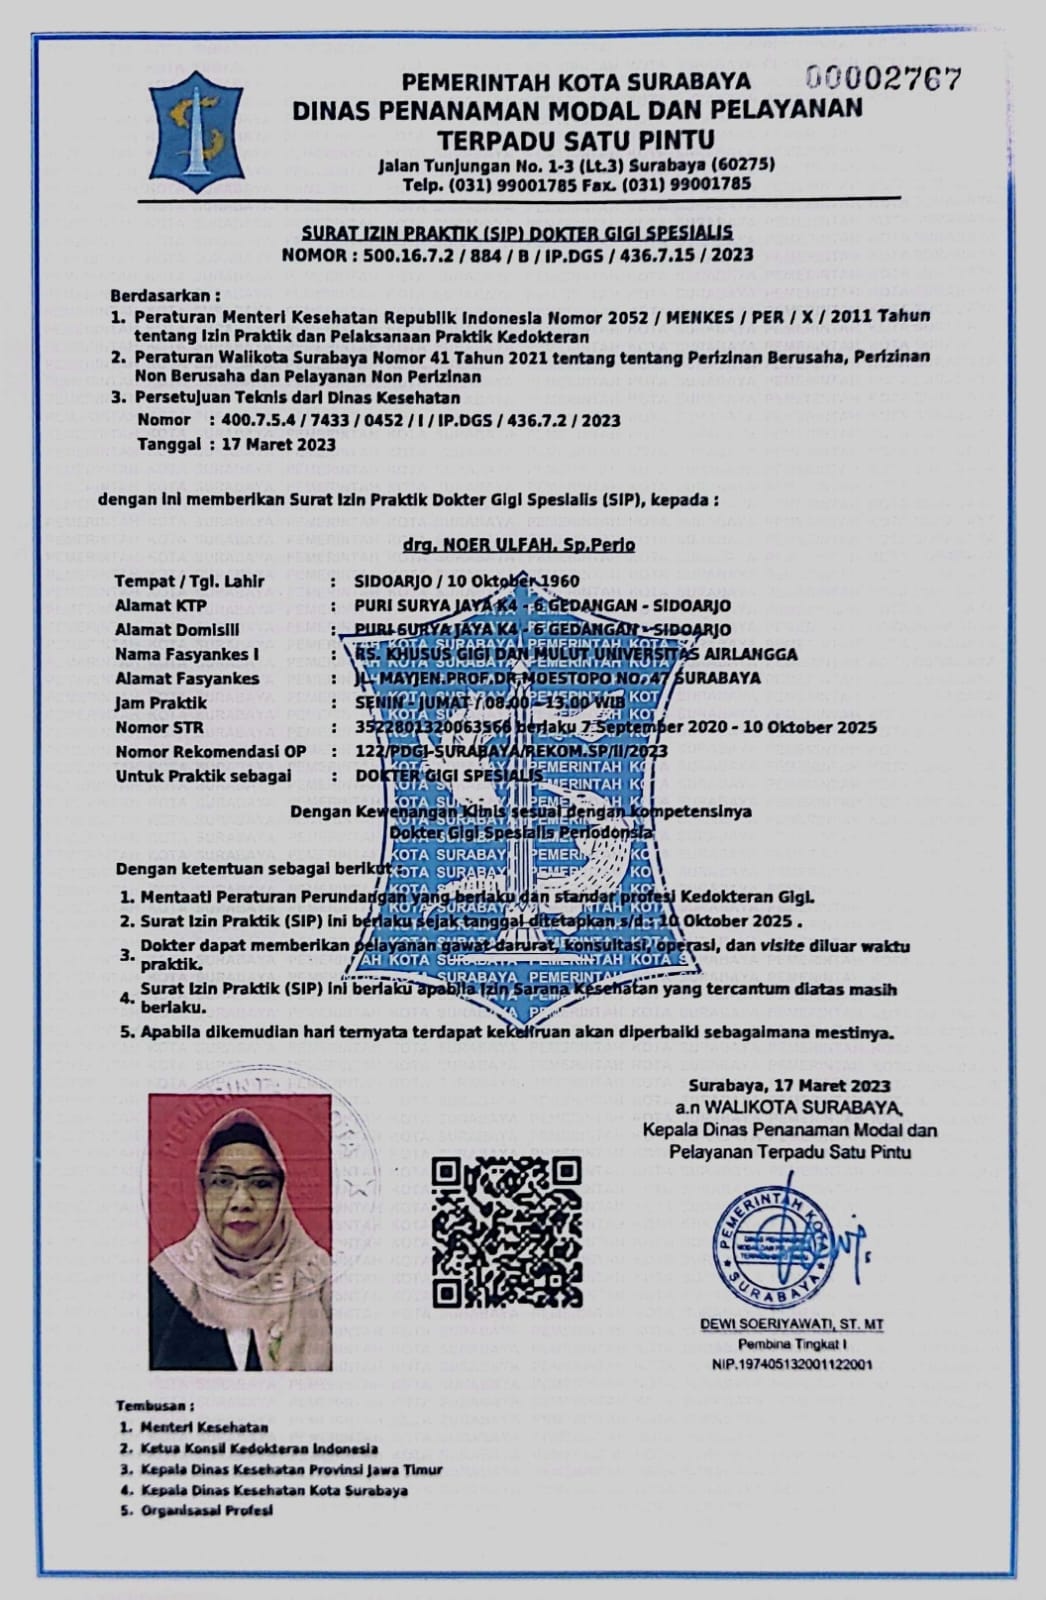 00002767
PEMERINTAH KOTA SURABAYA
DINAS PENANAMAN MODAL DAN PELAYANAN
TERPADU SATU PINTU
Jalan Tunjungan No. 1-3 (Lt.3) Surabaya (60275)
Telp. (031) 99001785 Fax. (031) 99001785
SURAT IZIN PRAKTIK (SIP) DOKTER GIGI SPESIALIS
NOMOR : 500.16.7.2 / 884 / B / IP.DGS / 436.7.15 / 2023
Berdasarkan :
1. Peraturan Menteri Kesehatan Republik Indonesia Nomor 2052 / MENKES / PER / X / 2011 Tahun
tentang Izin Praktik dan Pelaksanaan Praktik Kedokteran
2. Peraturan Walikota Surabaya Nomor 41 Tahun 2021 tentang tentang Perizinan Berusaha, Perizinan
Non Berusaha dan Pelayanan Non Perizinan
3. Persetujuan Teknis dari Dinas Kesehatan
Nomor : 400.7.5.4 / 7433 / 0452 / I / IP.DGS / 436.7.2 / 2023
Tanggal : 17 Maret 2023
dengan ini memberikan Surat Izin Praktik Dokter Gigi Spesialis (SIP), kepada :
drg. NOER ULFAH, Sp.Perio
Tempat / Tgl. Lahir : SIDOARJO / 10 Oktober 1960
Alamat KTP : PURI SURYA JAYA K4 - 6 GEDANGAN - SIDOARJO
Alamat Domisili : PURI SURYA JAYA K4 - 6 GEDANGAN - SIDOARJO
Nama Fasyankes I : RS. KHUSUS GIGI DAN MULUT UNIVERSITAS AIRLANGGA
Alamat Fasyankes : JL. MAYJEN.PROF.DR.MOESTOPO NO. 47 SURABAYA
Jam Praktik : SENIN - JUMAT / 08.00 - 13.00 WIB
Nomor STR : 3522801320063566 berlaku 7 September 2020 - 10 Oktober 2025
Nomor Rekomendasi OP : 122/PDGI-SURABAYA/REKOM.SP/II/2023
Untuk Praktik sebagai : DOKTER GIGI SPESIALIS
Dengan Kewenangan Klinis sesuai dengan kompetensinya
Dokter Gigi Spesialis Periodonsia
Dengan ketentuan sebagai berikut :
1. Mentaati Peraturan Perundangan yang berlaku dan standar profesi Kedokteran Gigi.
2. Surat Izin Praktik (SIP) ini berlaku sejak tanggal ditetapkan s/d : 10 Oktober 2025 .
3. Dokter dapat memberikan pelayanan gawat darurat, konsultasi, operasi, dan visite diluar waktu
praktik.
4. Surat Izin Praktik (SIP) ini berlaku apabila Izin Sarana Kesehatan yang tercantum diatas masih
berlaku.
5. Apabila dikemudian hari ternyata terdapat kekeliruan akan diperbaiki sebagaimana mestinya.
Surabaya, 17 Maret 2023
a.n WALIKOTA SURABAYA,
Kepala Dinas Penanaman Modal dan
Pelayanan Terpadu Satu Pintu
PEMERINTAH KOTA
SURABAYA
DEWI SOERIYAWATI, ST. MT
Pembina Tingkat I
NIP.197405132001122001
Tembusan :
1. Menteri Kesehatan
2. Ketua Konsil Kedokteran Indonesia
3. Kepala Dinas Kesehatan Provinsi Jawa Timur
4. Kepala Dinas Kesehatan Kota Surabaya
5. Organisasai Profesi